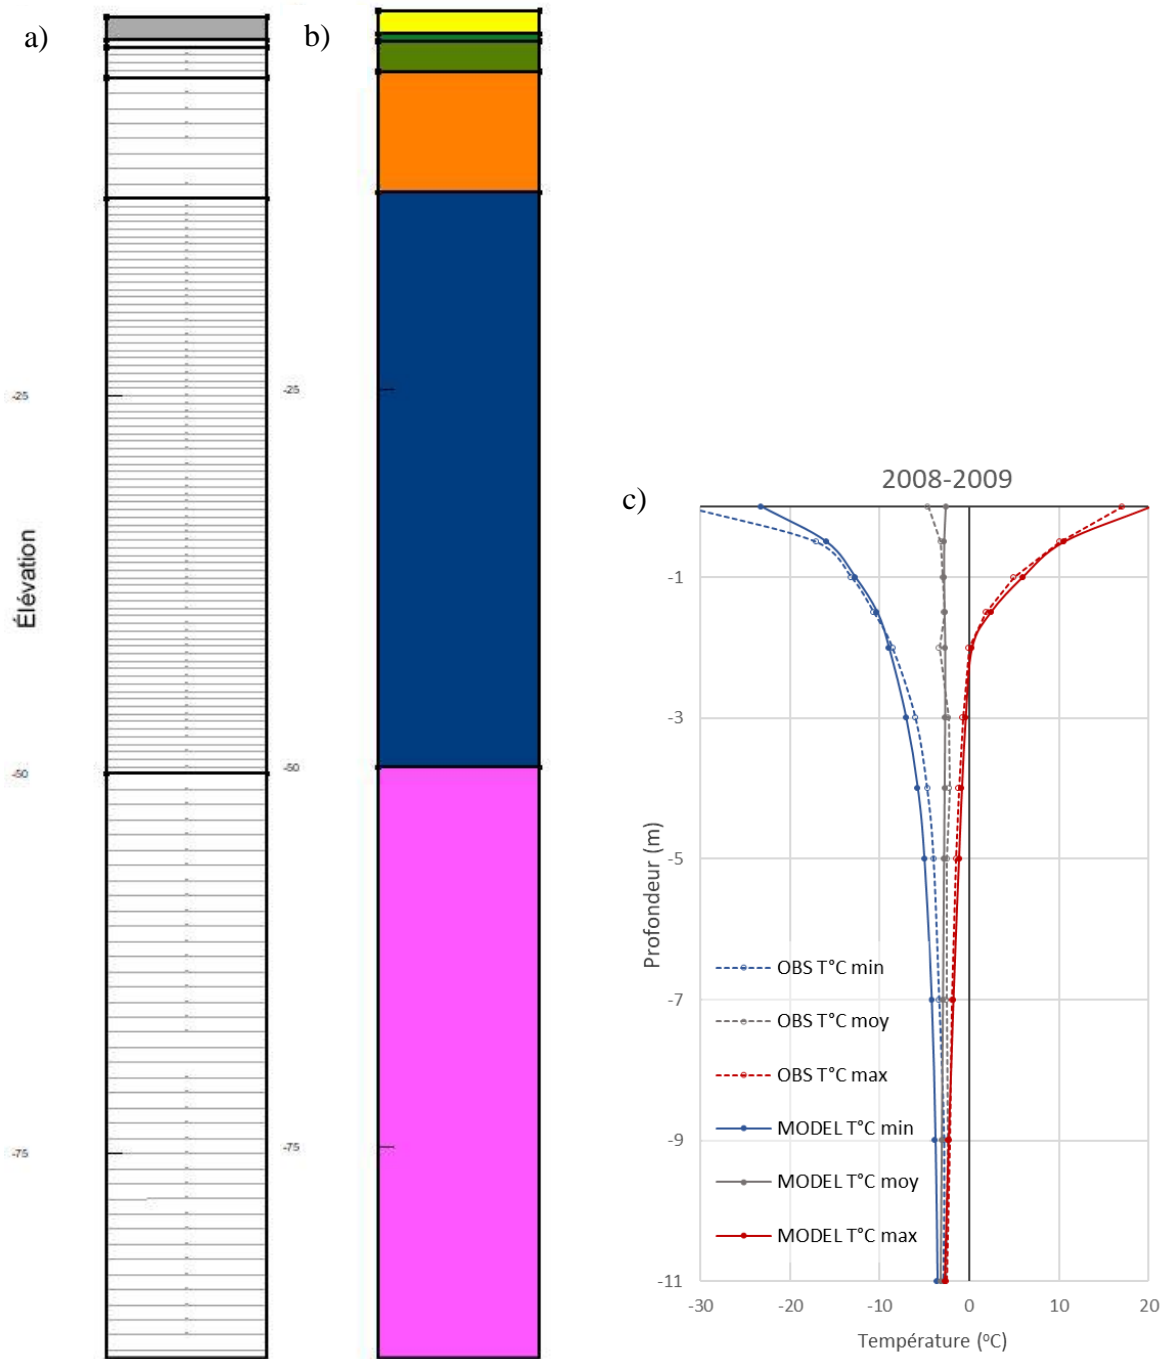 a)
b)
-25
-25
Élévation
-50
-50
-75
-75
c)
2008-2009
-1
-3
-5
-7
-9
-11
Profondeur (m)
OBS T°C min
OBS T°C moy
OBS T°C max
MODEL T°C min
MODEL T°C moy
MODEL T°C max
-30 -20 -10 0 10 20
Température (°C)